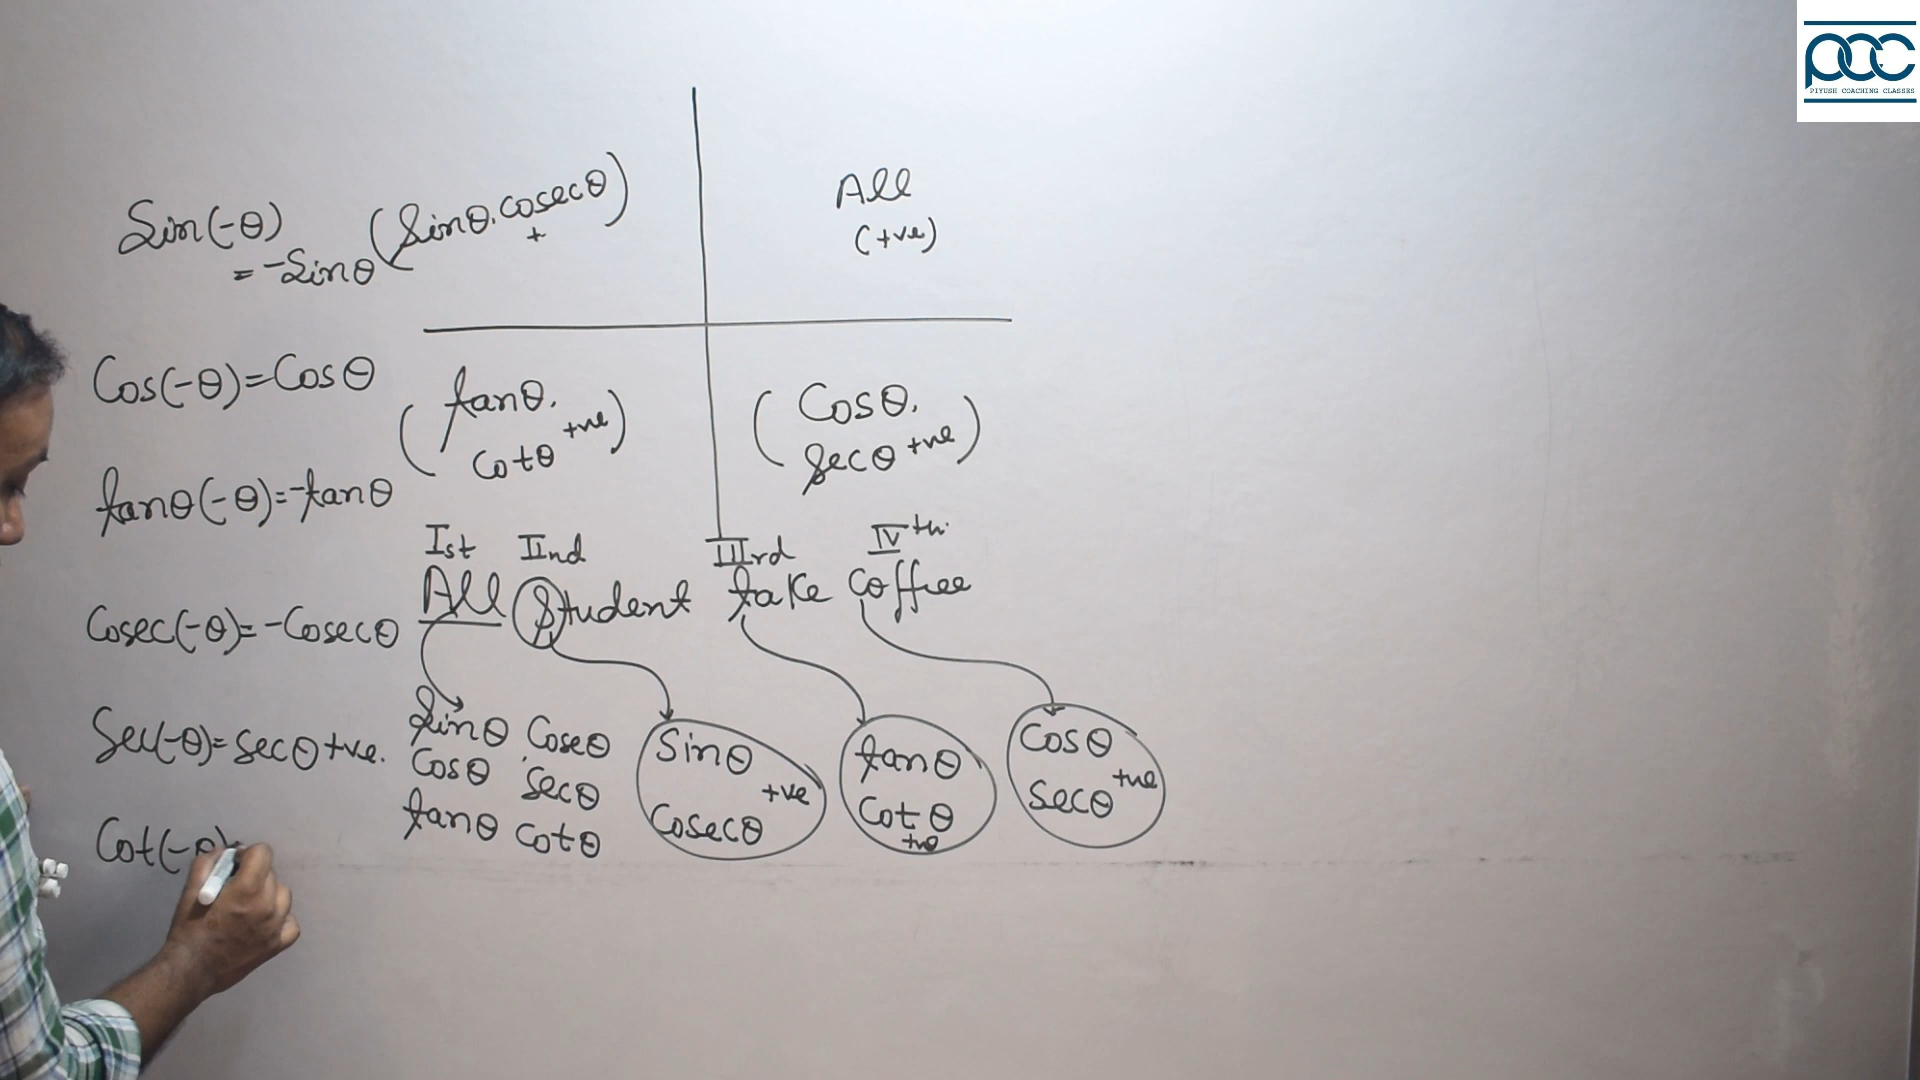 PCC
PIYUSH COACHING CLASSES
Sin(-θ)
= -Sinθ
(Sinθ. cosecθ)
+
All
(+ve)
Cos(-θ)=Cosθ
(tanθ.
cotθ +ve)
(Cosθ.
Secθ +ve)
tanθ(-θ)=-tanθ
Ist IInd IIIrd IVth.
All Student take coffee
Cosec(-θ)=-Cosecθ
Sec(-θ)=secθ+ve.
Sinθ Coseθ
Cosθ Secθ
tanθ cotθ
Sinθ
+ve
Cosecθ
tanθ
Cotθ
+ve
Cosθ
Secθ +ve
Cot(-θ)